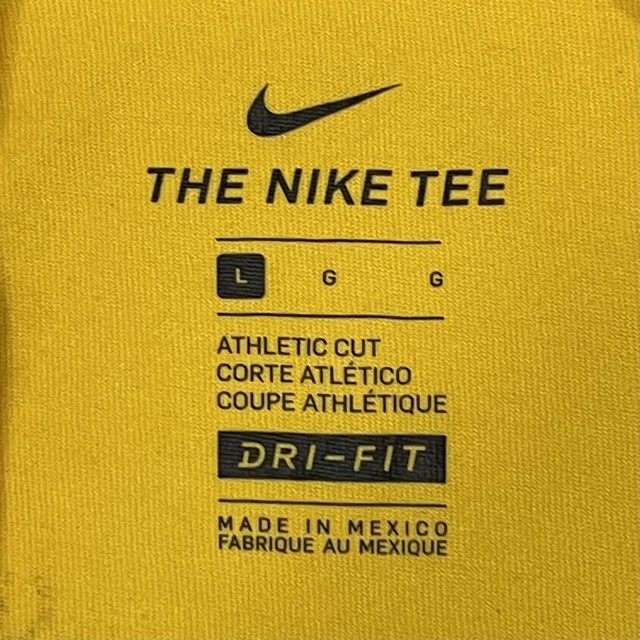 THE NIKE TEE
L G G
ATHLETIC CUT
CORTE ATLÉTICO
COUPE ATHLÉTIQUE
DRI-FIT
MADE IN MEXICO
FABRIQUE AU MEXIQUE